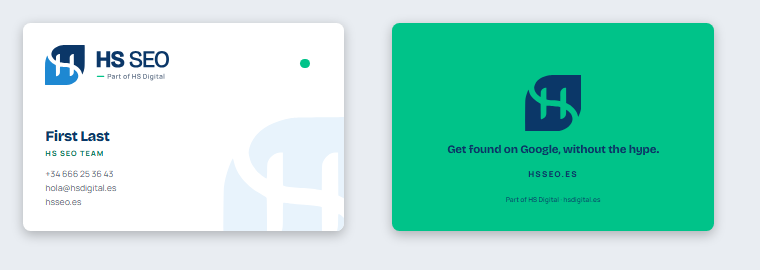 HS SEO
Part of HS Digital
First Last
HS SEO TEAM
+34 666 25 36 43
hola@hsdigital.es
hsseo.es
Get found on Google, without the hype.
HSSEO.ES
Part of HS Digital · hsdigital.es